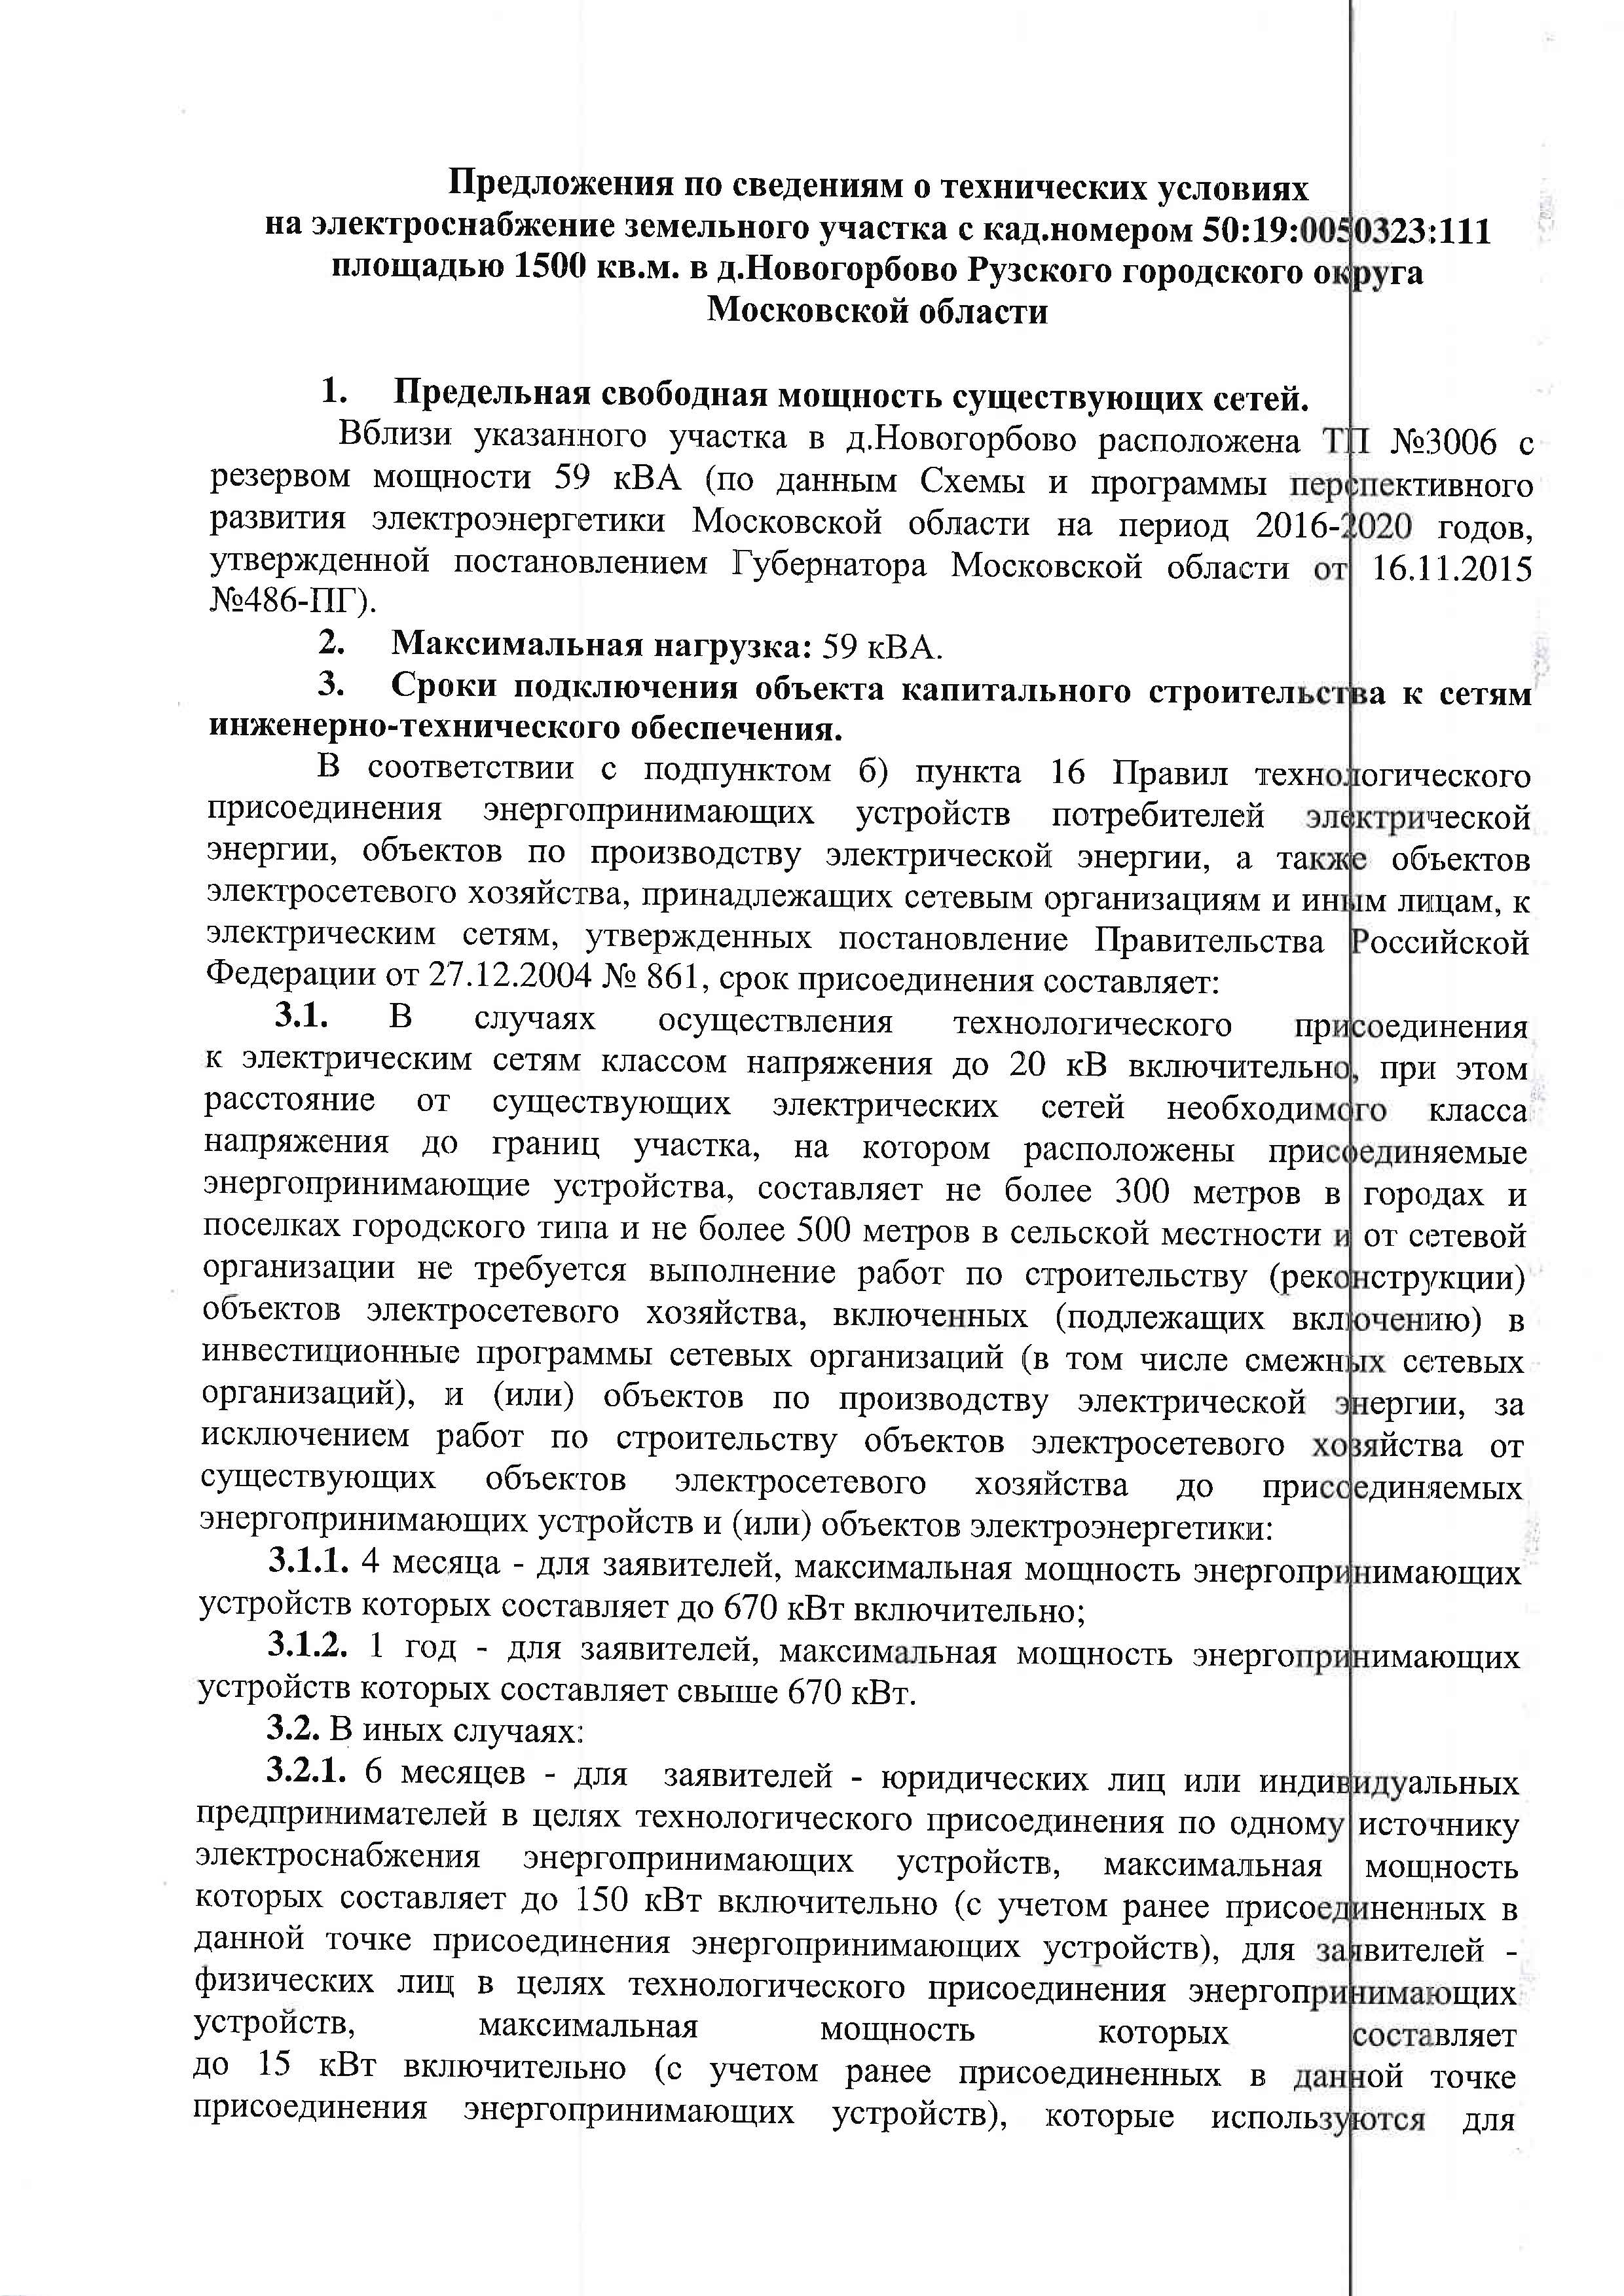 Предложения по сведениям о технических условиях
на электроснабжение земельного участка с кад.номером 50:19:0050323:111
площадью 1500 кв.м. в д.Новогорбово Рузского городского округа
Московской области
1. Предельная свободная мощность существующих сетей.
Вблизи указанного участка в д.Новогорбово расположена ТП №3006 с
резервом мощности 59 кВА (по данным Схемы и программы перспективного
развития электроэнергетики Московской области на период 2016-2020 годов,
утвержденной постановлением Губернатора Московской области от 16.11.2015
№486-ПГ).
2. Максимальная нагрузка: 59 кВА.
3. Сроки подключения объекта капитального строительства к сетям
инженерно-технического обеспечения.
В соответствии с подпунктом б) пункта 16 Правил технологического
присоединения энергопринимающих устройств потребителей электрической
энергии, объектов по производству электрической энергии, а также объектов
электросетевого хозяйства, принадлежащих сетевым организациям и иным лицам, к
электрическим сетям, утвержденных постановление Правительства Российской
Федерации от 27.12.2004 № 861, срок присоединения составляет:
3.1. В случаях осуществления технологического присоединения
к электрическим сетям классом напряжения до 20 кВ включительно, при этом
расстояние от существующих электрических сетей необходимого класса
напряжения до границ участка, на котором расположены присоединяемые
энергопринимающие устройства, составляет не более 300 метров в городах и
поселках городского типа и не более 500 метров в сельской местности и от сетевой
организации не требуется выполнение работ по строительству (реконструкции)
объектов электросетевого хозяйства, включенных (подлежащих включению) в
инвестиционные программы сетевых организаций (в том числе смежных сетевых
организаций), и (или) объектов по производству электрической энергии, за
исключением работ по строительству объектов электросетевого хозяйства от
существующих объектов электросетевого хозяйства до присоединяемых
энергопринимающих устройств и (или) объектов электроэнергетики:
3.1.1. 4 месяца - для заявителей, максимальная мощность энергопринимающих
устройств которых составляет до 670 кВт включительно;
3.1.2. 1 год - для заявителей, максимальная мощность энергопринимающих
устройств которых составляет свыше 670 кВт.
3.2. В иных случаях:
3.2.1. 6 месяцев - для заявителей - юридических лиц или индивидуальных
предпринимателей в целях технологического присоединения по одному источнику
электроснабжения энергопринимающих устройств, максимальная мощность
которых составляет до 150 кВт включительно (с учетом ранее присоединенных в
данной точке присоединения энергопринимающих устройств), для заявителей -
физических лиц в целях технологического присоединения энергопринимающих
устройств, максимальная мощность которых составляет
до 15 кВт включительно (с учетом ранее присоединенных в данной точке
присоединения энергопринимающих устройств), которые используются для